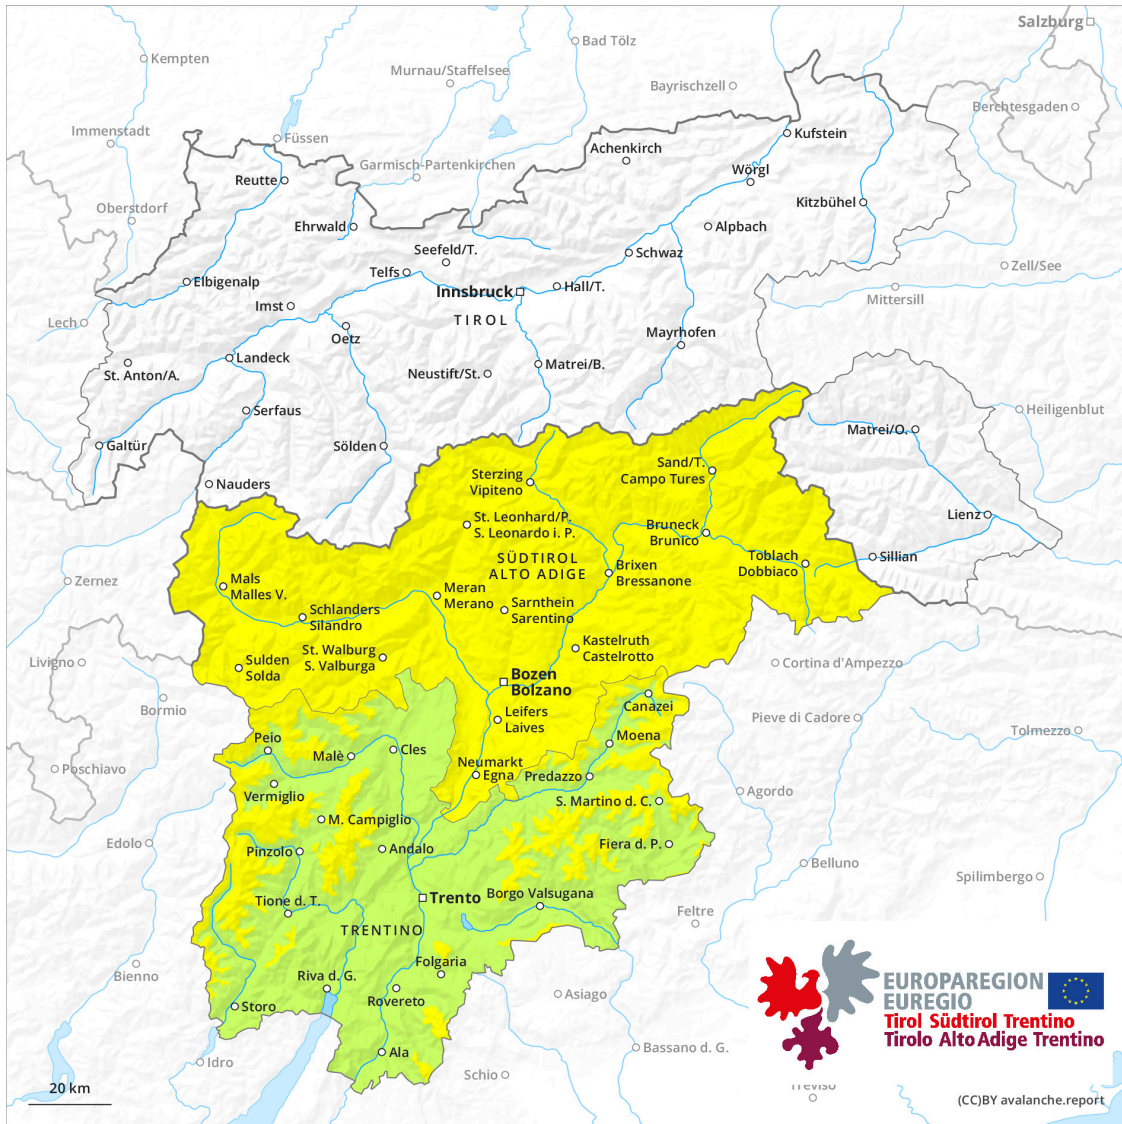 Salzburg
Bad Tölz
Kempten
Murnau/Staffelsee
Bayrischzell
Berchtesgaden
Immenstadt
Füssen
Kufstein
Achenkirch
Garmisch-Partenkirchen
Wörgl
Reutte
Oberstdorf
Kitzbühel
Ehrwald
Alpbach
Seefeld/T.
Schwaz
Telfs
Zell/See
Elbigenalp
Hall/T.
Innsbruck
Mittersill
Imst
TIROL
Lech
Oetz
Mayrhofen
Landeck
Matrei/B.
St. Anton/A.
Neustift/St.
Serfaus
Heiligenblut
Matrei/O.
Galtür
Sölden
Sand/T.
Campo Tures
Sterzing
Vipiteno
Nauders
St. Leonhard/P.
S. Leonardo i. P.
Lienz
Bruneck
Brunico
SÜDTIROL
ALTO ADIGE
Toblach
Dobbiaco
Sillian
Brixen
Bressanone
Zernez
Mals
Malles V.
Meran
Merano
Sarnthein
Sarentino
Schlanders
Silandro
Kastelruth
Castelrotto
St. Walburg
S. Valburga
Livigno
Sulden
Solda
Cortina d'Ampezzo
Bozen
Bolzano
Bormio
Canazei
Leifers
Laives
Pieve di Cadore
Tolmezzo
Peio
Moena
Cles
Malè
Neumarkt
Egna
Poschiavo
Predazzo
Vermiglio
Agordo
S. Martino d. C.
M. Campiglio
Edolo
Pinzolo
Andalo
Fiera d. P.
Belluno
Spilimbergo
Borgo Valsugana
Trento
Tione d. T.
Feltre
TRENTINO
Folgaria
Bienno
Riva d. G.
Rovereto
Asiago
Storo
EUROPAREGION
EUREGIO
Tirol Südtirol Trentino
Tirolo Alto Adige Trentino
Ala
Idro
Bassano d. G.
Schio
Treviso
20 km
(CC)BY avalanche.report